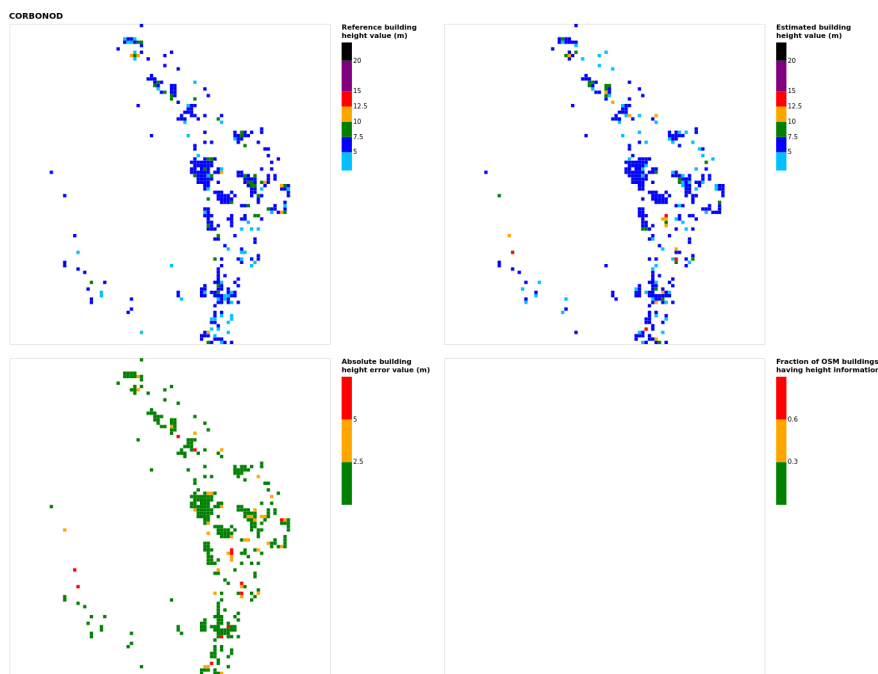 CORBONOD
Reference building
height value (m)
20
15
12.5
10
7.5
5
Estimated building
height value (m)
20
15
12.5
10
7.5
5
Absolute building
height error value (m)
5
2.5
Fraction of OSM buildings
having height information
0.6
0.3